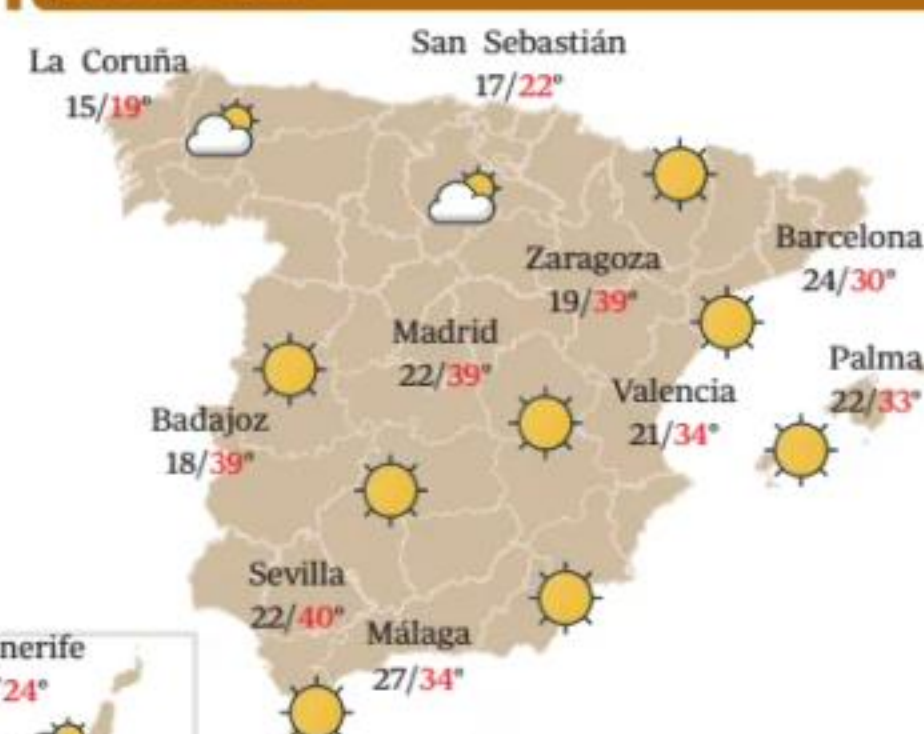 La Coruña
15/19°
San Sebastián
17/22°
Barcelona
24/30°
Zaragoza
19/39°
Madrid
22/39°
Palma
22/33°
Valencia
21/34°
Badajoz
18/39°
Sevilla
22/40°
Málaga
27/34°
nerife
/24°